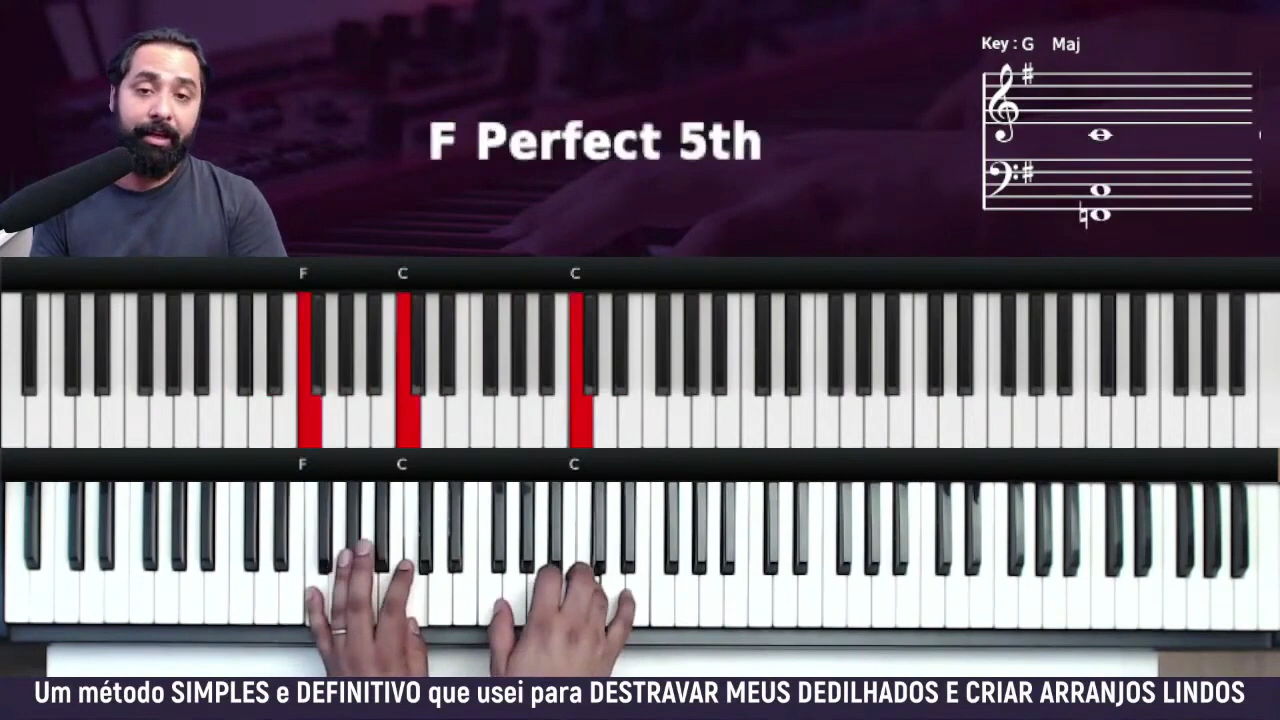 Key : G Maj
F Perfect 5th
F C C
F C C
Um método SIMPLES e DEFINITIVO que usei para DESTRAVAR MEUS DEDILHADOS E CRIAR ARRANJOS LINDOS